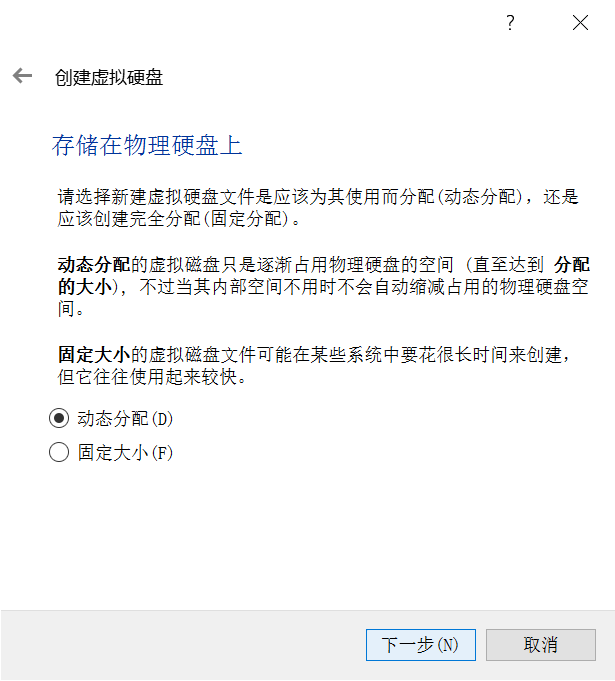 ?
创建虚拟硬盘
存储在物理硬盘上
请选择新建虚拟硬盘文件是应该为其使用而分配(动态分配)，还是
应该创建完全分配(固定分配)。
动态分配的虚拟磁盘只是逐渐占用物理硬盘的空间 (直至达到 分配
的大小)，不过当其内部空间不用时不会自动缩减占用的物理硬盘空
间。
固定大小的虚拟磁盘文件可能在某些系统中要花很长时间来创建，
但它往往使用起来较快。
动态分配(D)
固定大小(F)
下一步(N) 取消